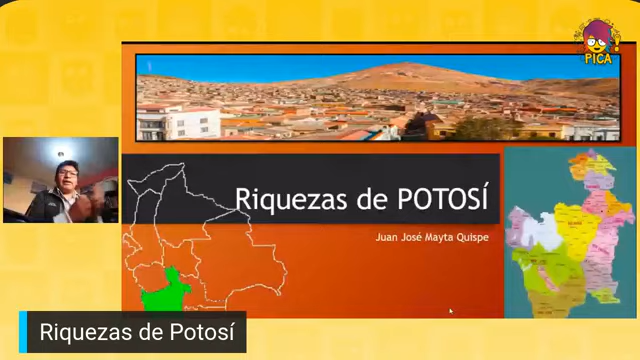 PICA
Riquezas de POTOSÍ
Juan José Mayta Quispe
Riquezas de Potosí